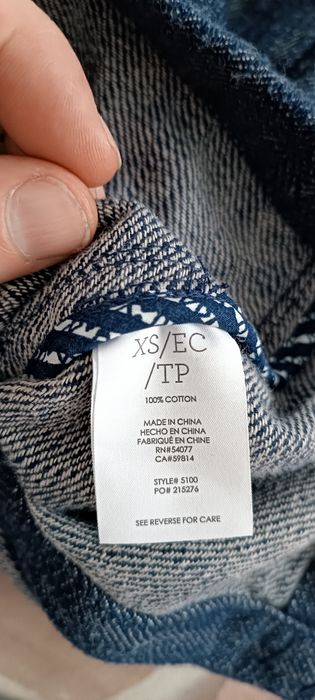 XS/EC
/TP
100% COTTON
MADE IN CHINA
HECHO EN CHINA
FABRIQUÉ EN CHINE
RN#54077
CA#59814
STYLE# 5100
PO# 215276
SEE REVERSE FOR CARE